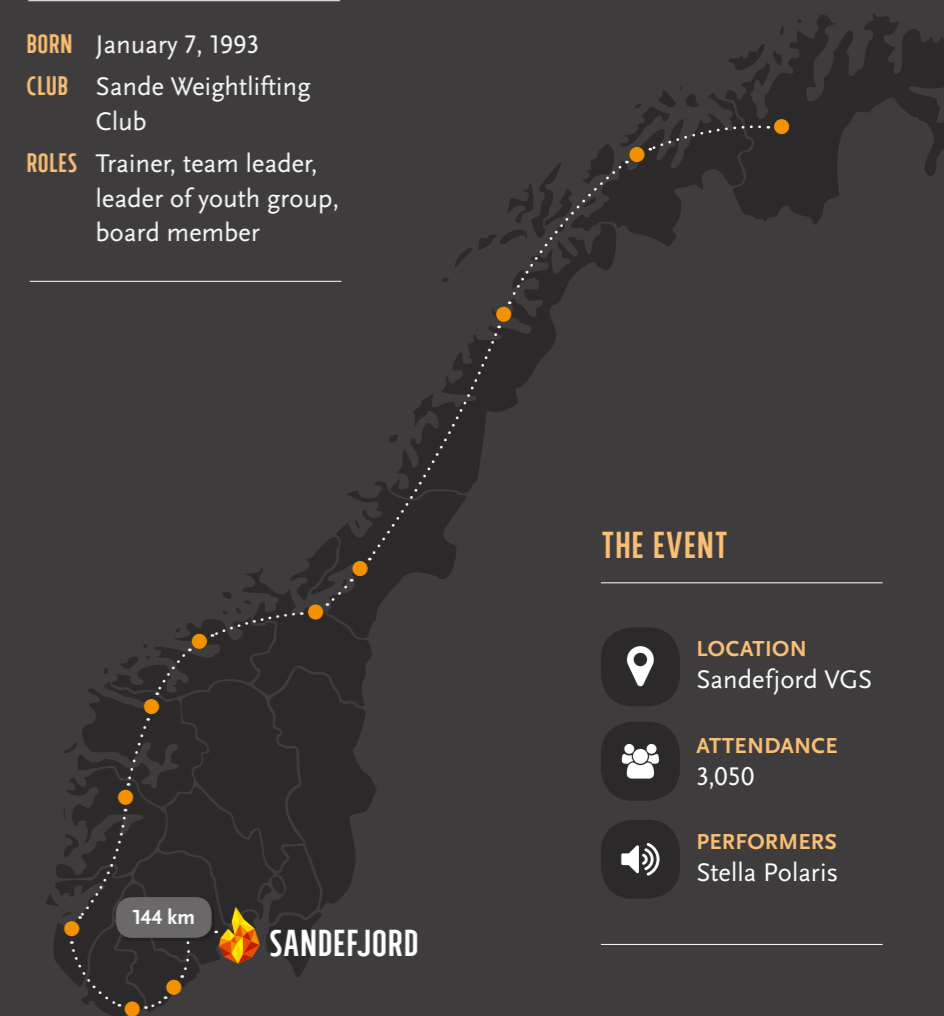 BORN January 7, 1993
CLUB Sande Weightlifting
Club
ROLES Trainer, team leader,
leader of youth group,
board member
THE EVENT
LOCATION
Sandefjord VGS
ATTENDANCE
3,050
PERFORMERS
Stella Polaris
144 km
SANDEFJORD